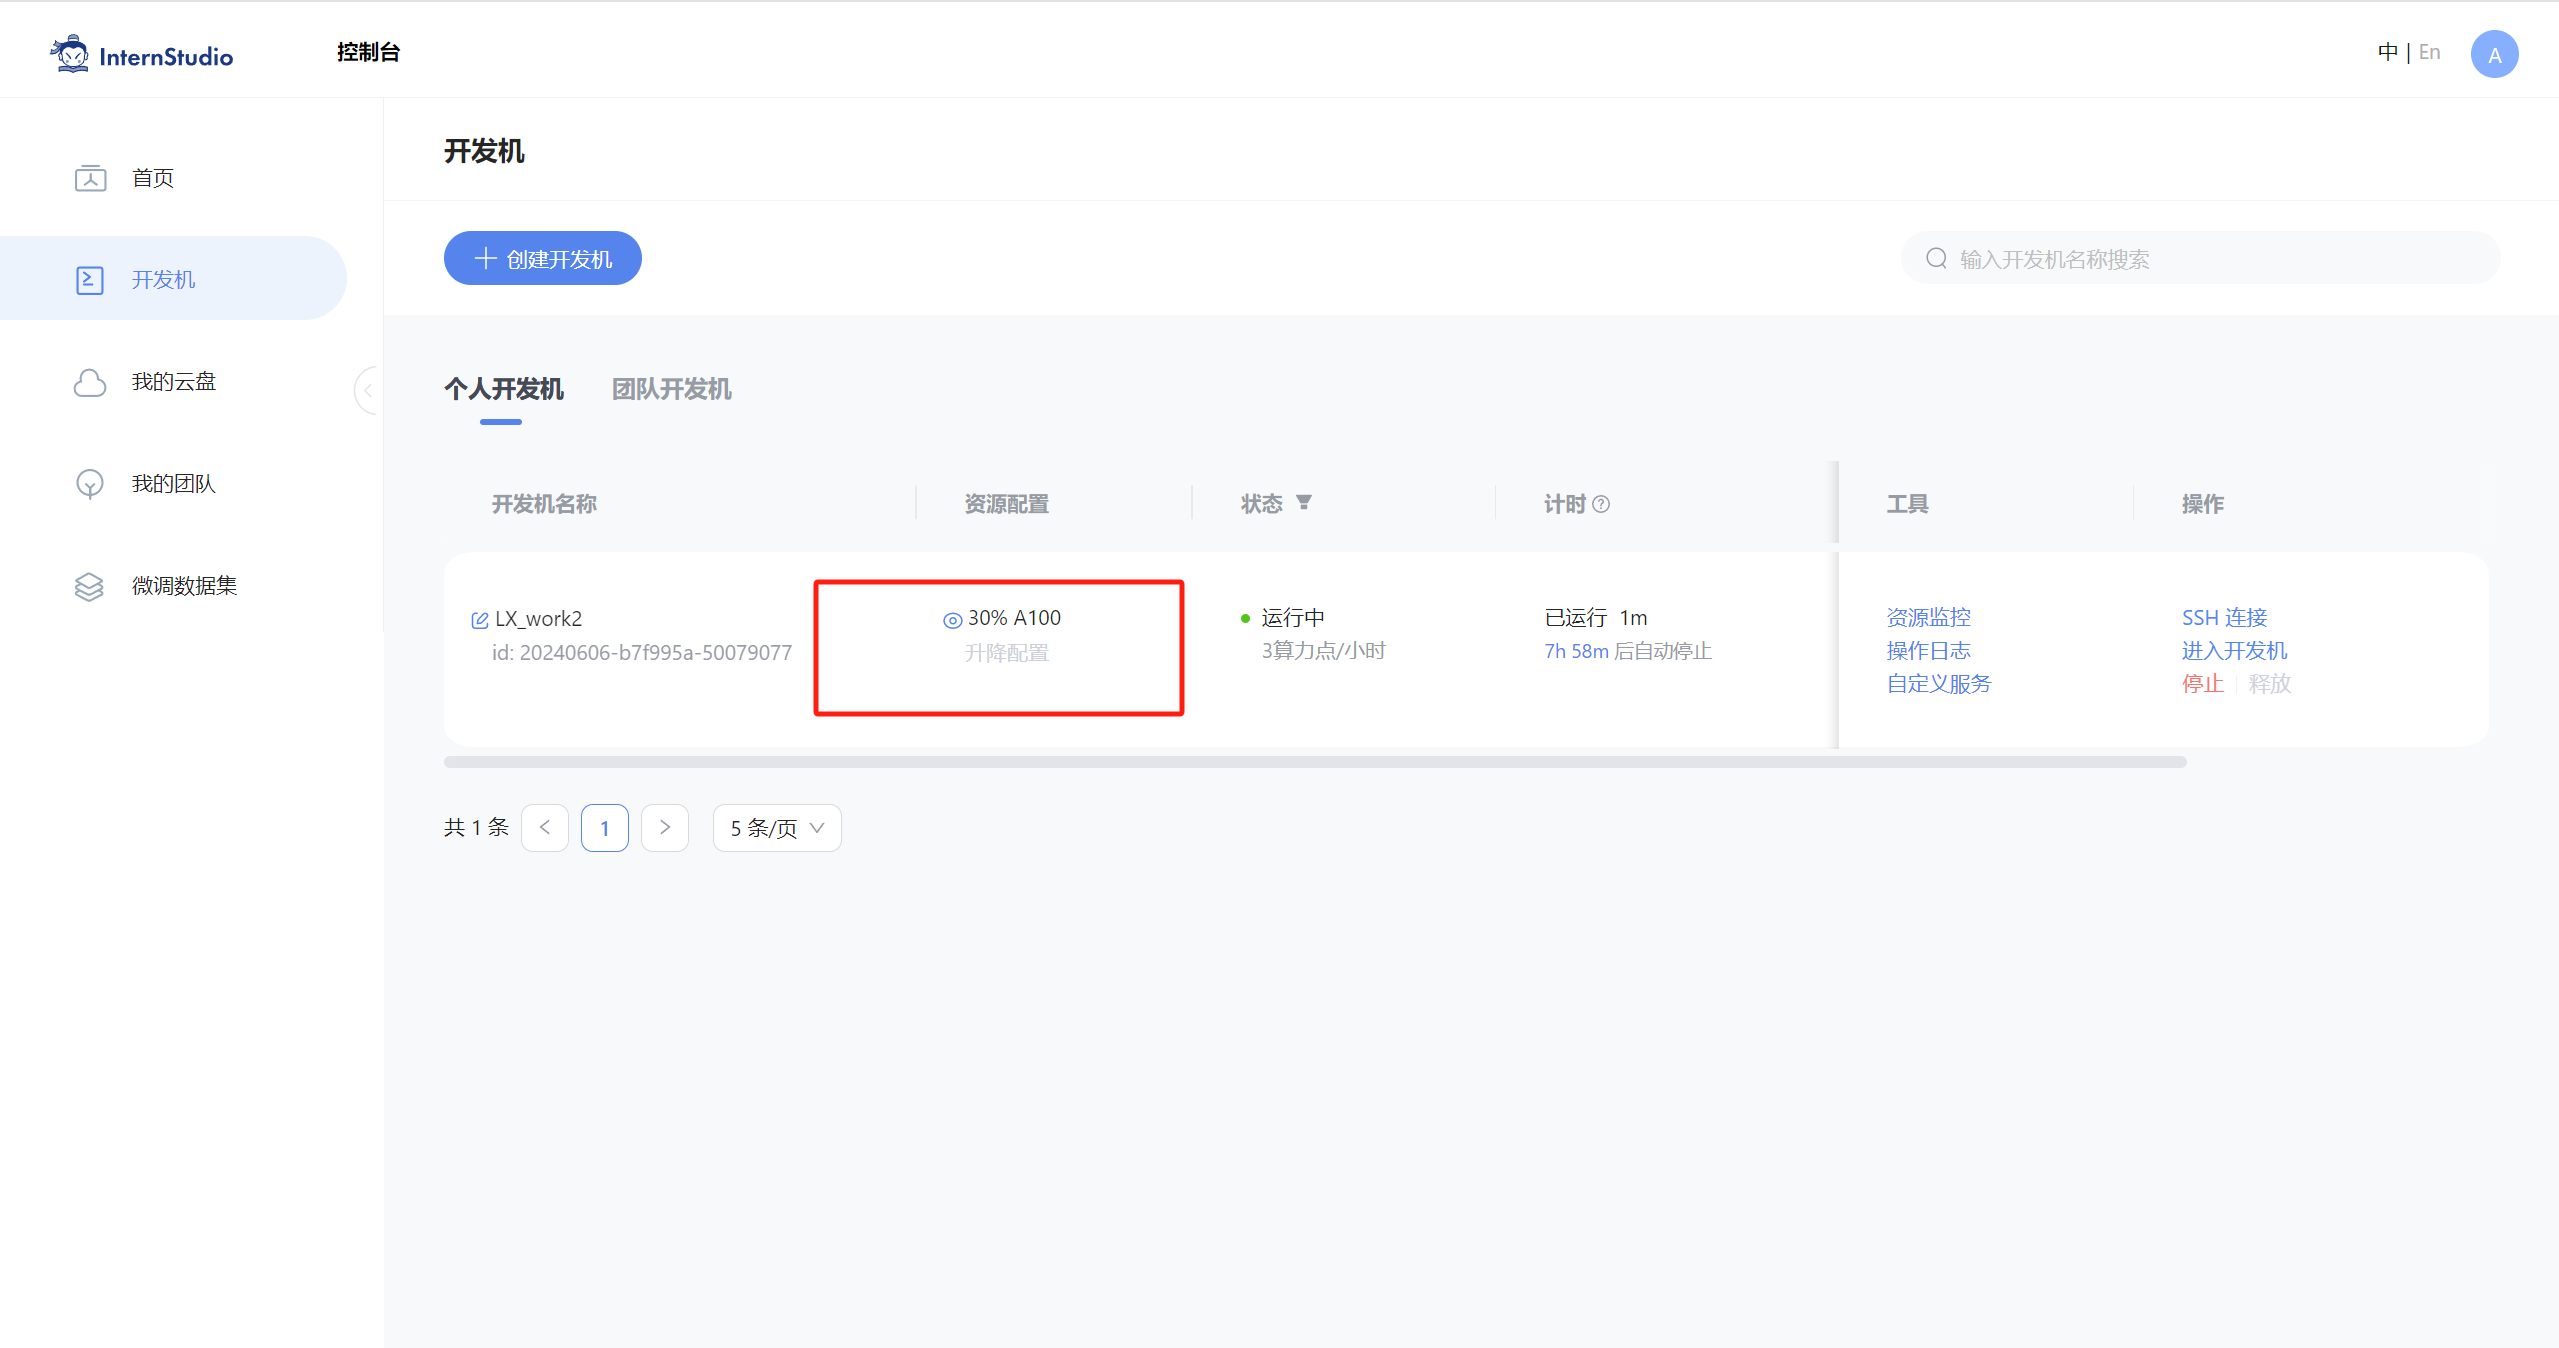 InternStudio
控制台
中 | En
A
首页
开发机
我的云盘
我的团队
微调数据集
开发机
创建开发机
输入开发机名称搜索
个人开发机 团队开发机
开发机名称 资源配置 状态 计时 工具 操作
LX_work2 30% A100 运行中 已运行 1m 资源监控 SSH 连接
id: 20240606-b7f995a-50079077 升降配置 3算力点/小时 7h 58m 后自动停止 操作日志 进入开发机
自定义服务 停止 释放
共 1 条 1 5 条/页